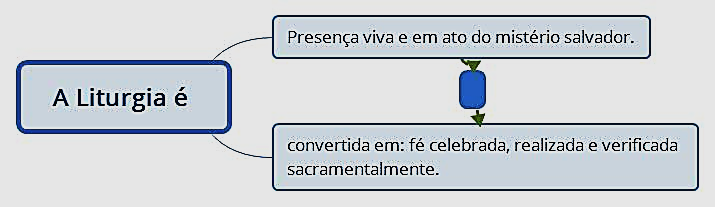 A Liturgia é
Presença viva e em ato do mistério salvador.
convertida em: fé celebrada, realizada e verificada
sacramentalmente.